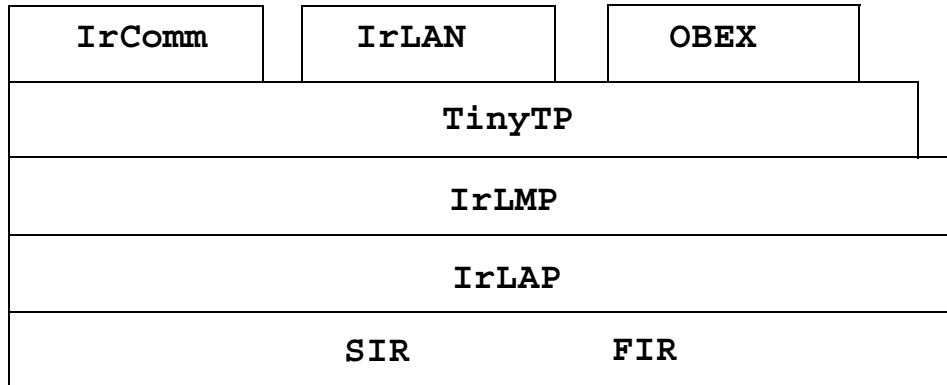 IrComm IrLAN OBEX
TinyTP
IrLMP
IrLAP
SIR FIR